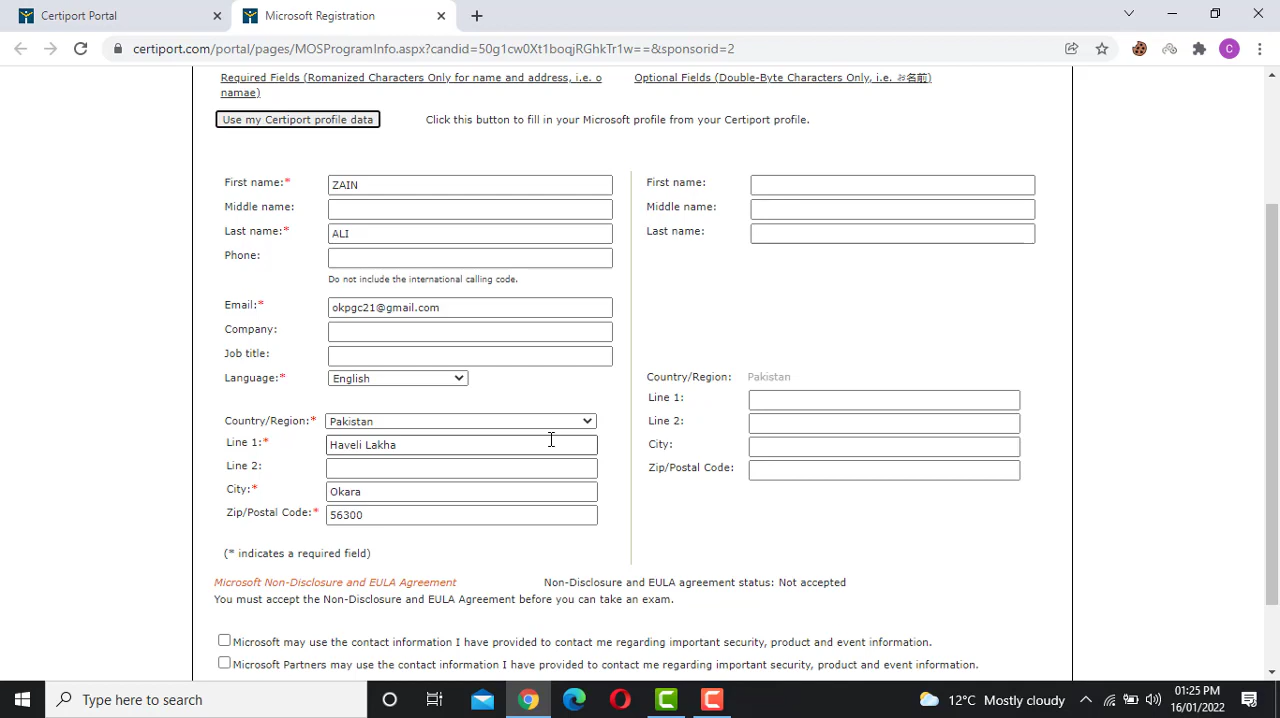 Certiport Portal
Microsoft Registration
certiport.com/portal/pages/MOSProgramInfo.aspx?candid=50g1cw0Xt1boqjRGhkTr1w==&sponsorid=2
C
Required Fields (Romanized Characters Only for name and address, i.e. o
namae)
Optional Fields (Double-Byte Characters Only, i.e. お名前)
Use my Certiport profile data
Click this button to fill in your Microsoft profile from your Certiport profile.
First name:* ZAIN
First name:
Middle name:
Middle name:
Last name:* ALI
Last name:
Phone:
Do not include the international calling code.
Email:* okpgc21@gmail.com
Company:
Job title:
Language:* English
Country/Region: Pakistan
Line 1:
Country/Region:* Pakistan
Line 2:
Line 1:* Haveli Lakha
City:
Line 2:
Zip/Postal Code:
City:* Okara
Zip/Postal Code:* 56300
(* indicates a required field)
Microsoft Non-Disclosure and EULA Agreement
Non-Disclosure and EULA agreement status: Not accepted
You must accept the Non-Disclosure and EULA Agreement before you can take an exam.
Microsoft may use the contact information I have provided to contact me regarding important security, product and event information.
Microsoft Partners may use the contact information I have provided to contact me regarding important security, product and event information.
Type here to search
12°C Mostly cloudy
01:25 PM
16/01/2022